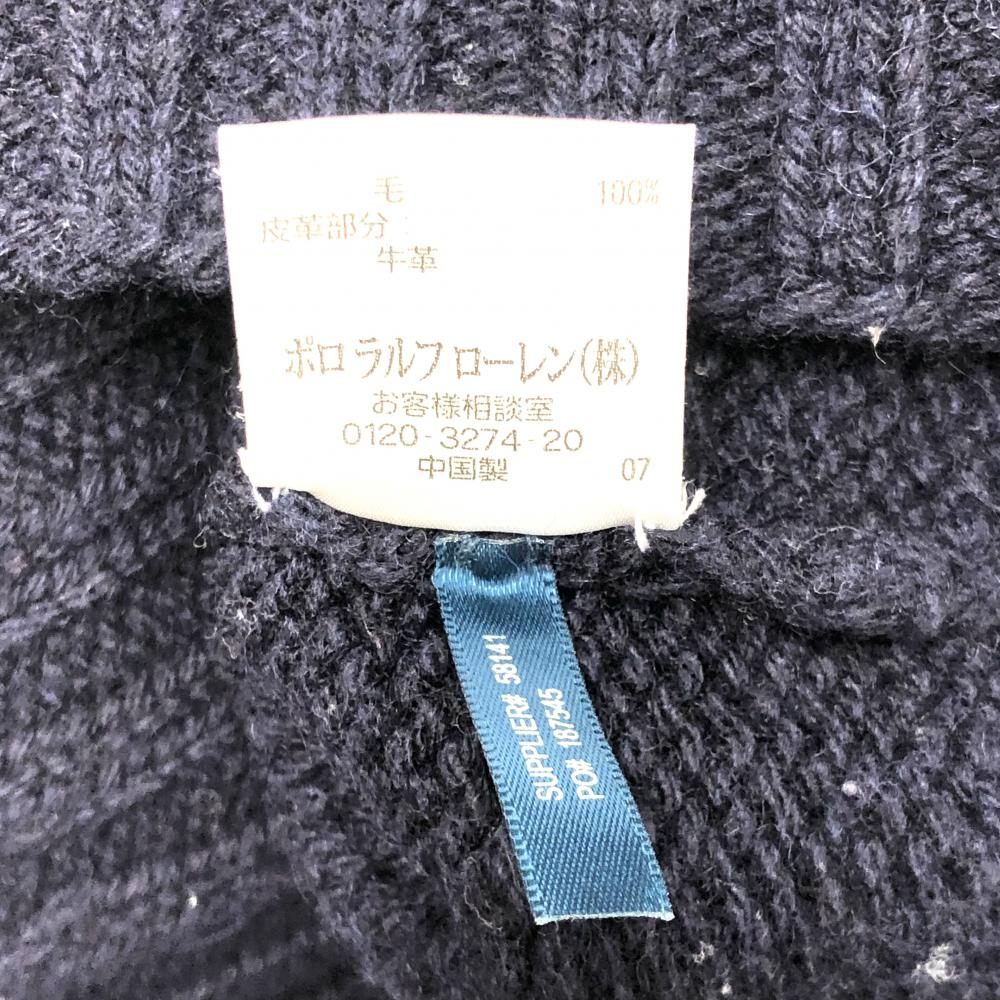 毛 100%
皮革部分:
牛革
ポロ ラルフ ローレン(株)
お客様相談室
0120-3274-20
中国製 07
SUPPLIER# 58141
PO# 187545